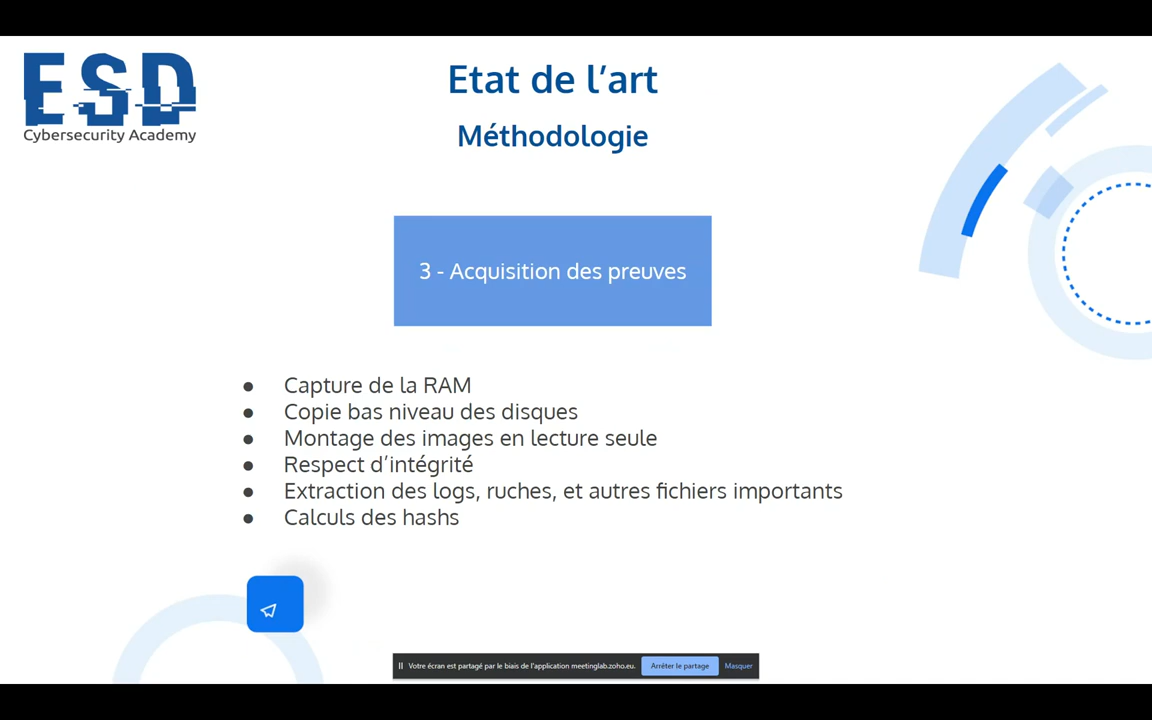 ESD
Cybersecurity Academy
Etat de l’art
Méthodologie
3 - Acquisition des preuves
● Capture de la RAM
● Copie bas niveau des disques
● Montage des images en lecture seule
● Respect d’intégrité
● Extraction des logs, ruches, et autres fichiers importants
● Calculs des hashs
Votre écran est partagé par le biais de l'application meetinglab.zoho.eu. Arrêter le partage Masquer